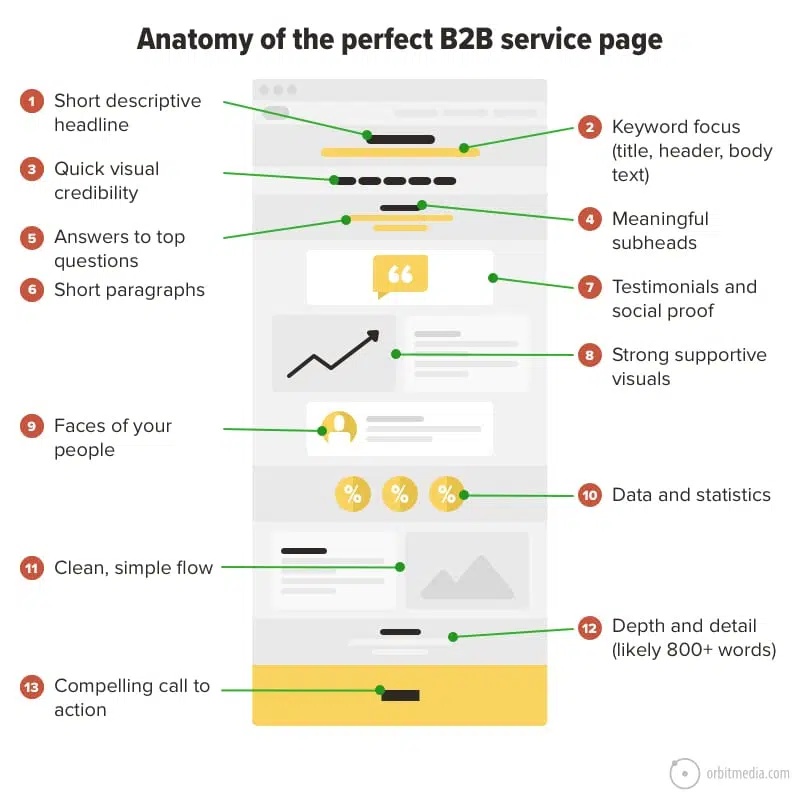 Anatomy of the perfect B2B service page
1 Short descriptive
headline
2 Keyword focus
(title, header, body
text)
3 Quick visual
credibility
4 Meaningful
subheads
5 Answers to top
questions
6 Short paragraphs
7 Testimonials and
social proof
8 Strong supportive
visuals
9 Faces of your
people
% % %
10 Data and statistics
11 Clean, simple flow
12 Depth and detail
(likely 800+ words)
13 Compelling call to
action
orbitmedia.com